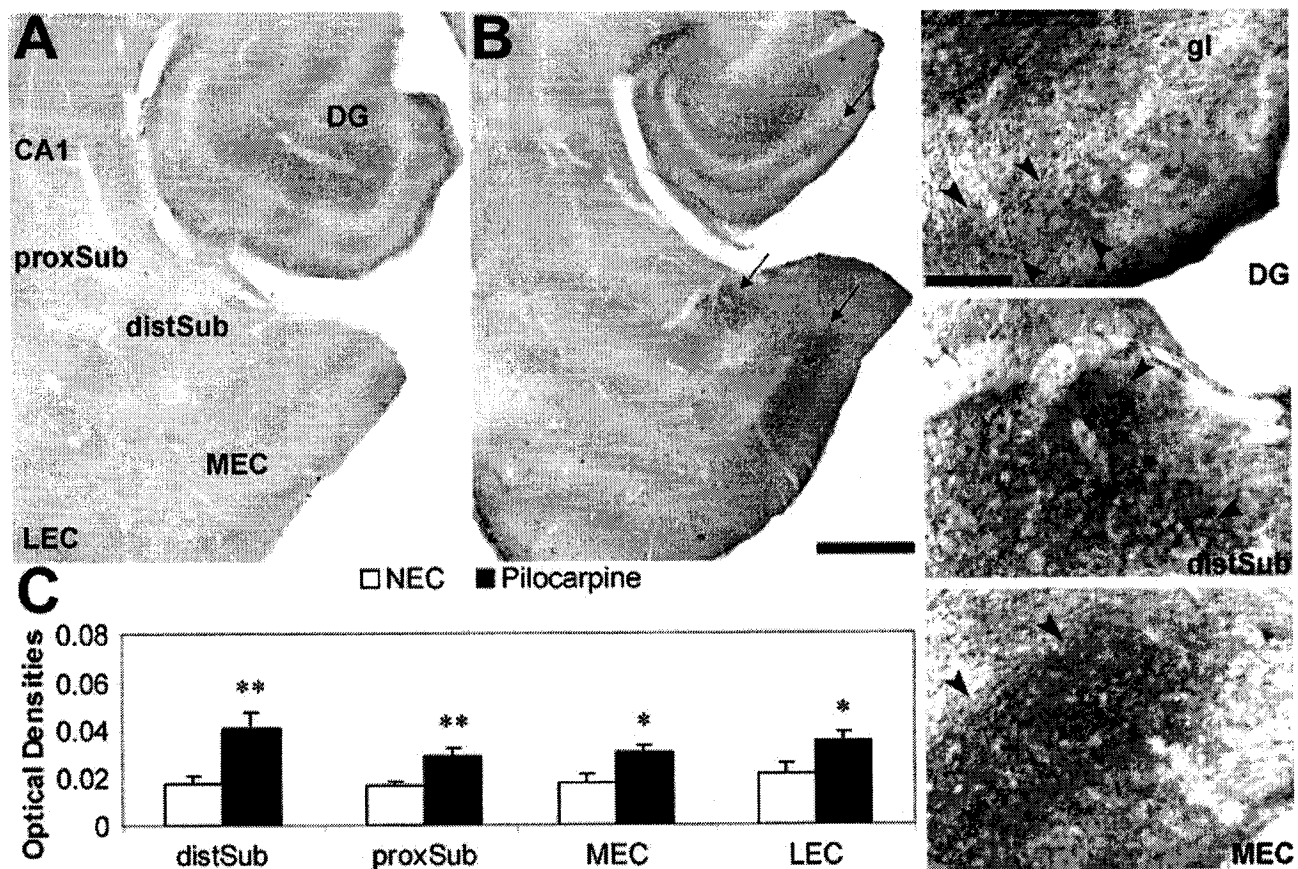 A
B
DG
gl
CA1
proxSub
DG
distSub
MEC
distSub
LEC
NEC Pilocarpine
C
Optical Densities
0.08
**
0.06
**
*
*
0.04
0.02
0
distSub proxSub MEC LEC
MEC